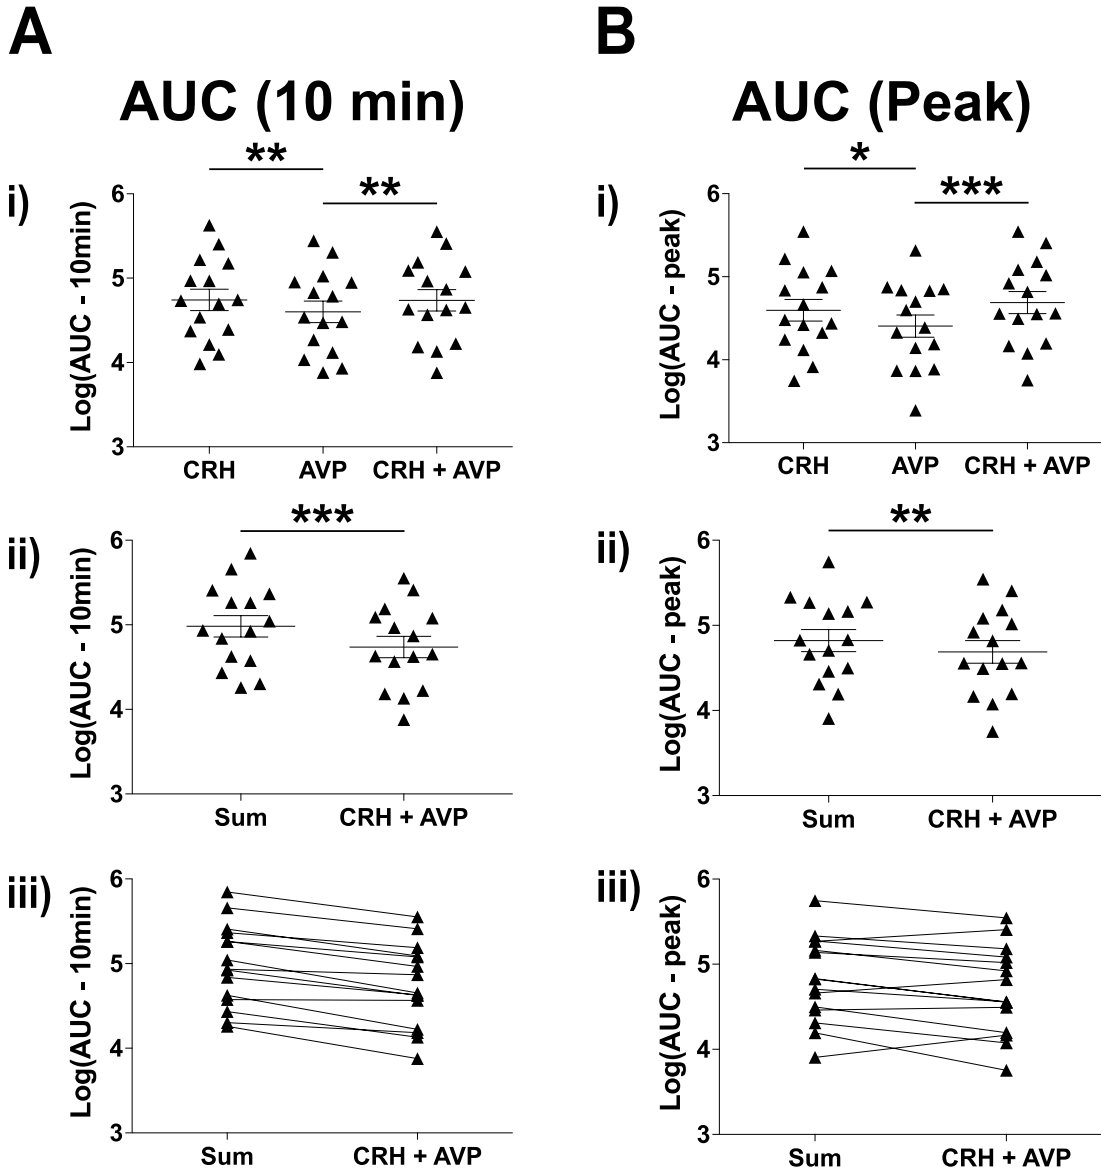 A
AUC (10 min)
i)
**
**
Log(AUC - 10min)
6
5
4
3
CRH AVP CRH + AVP
ii)
***
Log(AUC - 10min)
6
5
4
3
Sum CRH + AVP
iii)
Log(AUC - 10min)
6
5
4
3
Sum CRH + AVP
B
AUC (Peak)
i)
*
***
Log(AUC - peak)
6
5
4
3
CRH AVP CRH + AVP
ii)
**
Log(AUC - peak)
6
5
4
3
Sum CRH + AVP
iii)
Log(AUC - peak)
6
5
4
3
Sum CRH + AVP